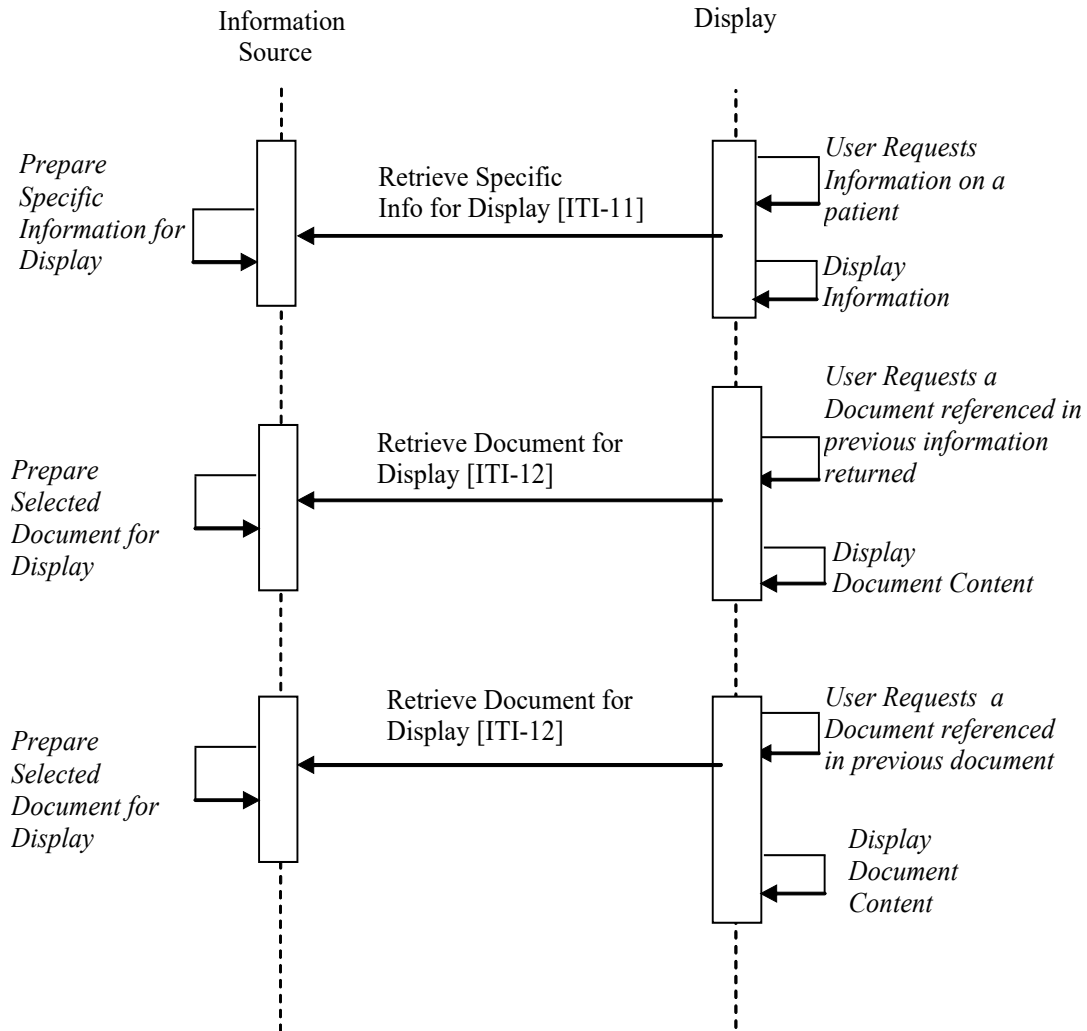 Information
Source
Display
Prepare
Specific
Information for
Display
Retrieve Specific
Info for Display [ITI-11]
User Requests
Information on a
patient
Display
Information
Prepare
Selected
Document for
Display
Retrieve Document for
Display [ITI-12]
User Requests a
Document referenced in
previous information
returned
Display
Document Content
Prepare
Selected
Document for
Display
Retrieve Document for
Display [ITI-12]
User Requests a
Document referenced
in previous document
Display
Document
Content